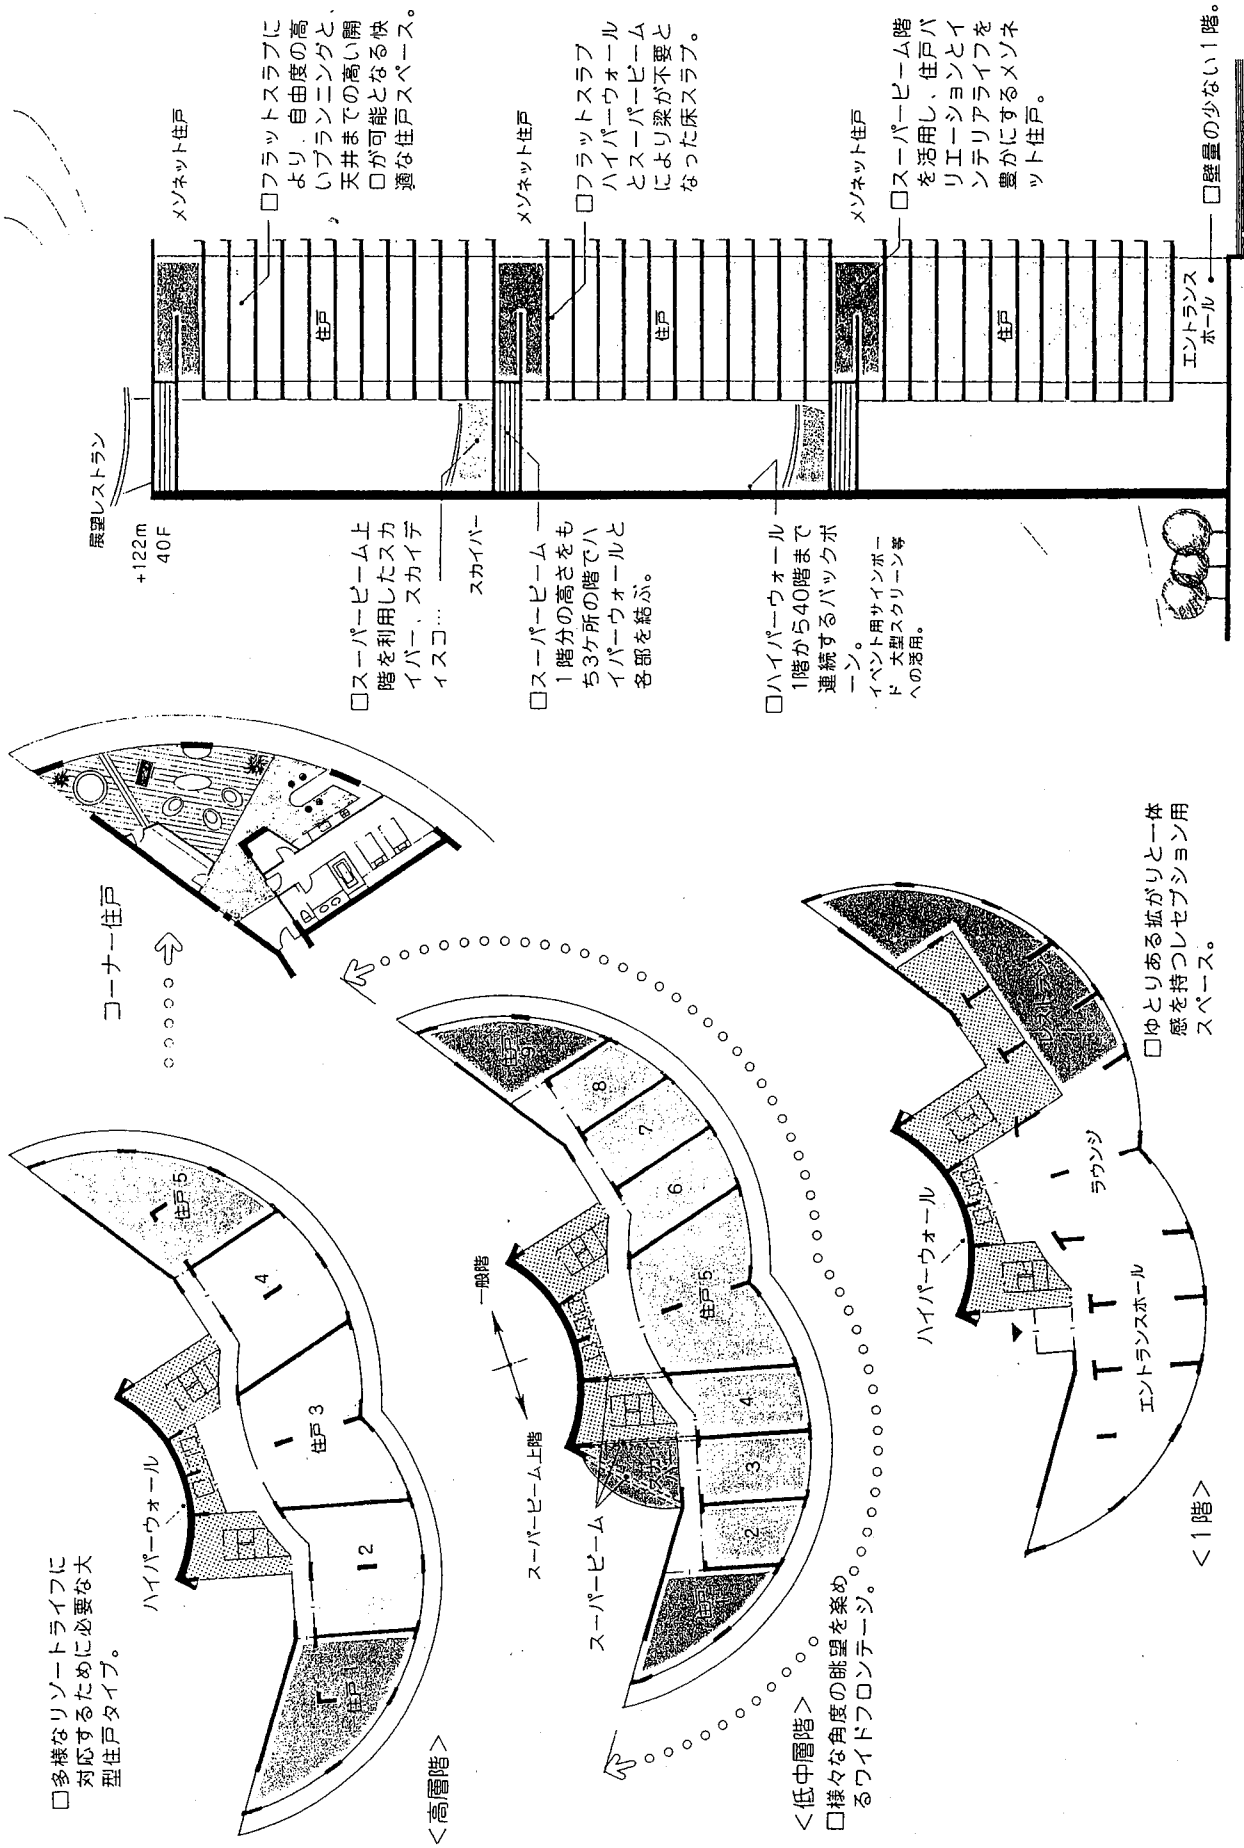 □多様なリゾートライフに
対応するために必要な大
型住戸タイプ。
ハイパーウォール
住戸1
2
住戸3
4
住戸5
<高層階>
コーナー住戸
スーパービーム上階
一般階
スーパービーム
スカイバー
住戸1
2
3
4
住戸5
6
7
8
住戸9
<低中層階>
□様々な角度の眺望を楽め
るワイドフロンテージ。
ハイパーウォール
エントランスホール
ラウンジ
レストラン
<1階>
□ゆとりある拡がりと一体
感を持つレセプション用
スペース。
展望レストラン
+122m
40F
□スーパービーム上
階を利用したスカ
イバー、スカイデ
ィスコ…
スカイバー
□スーパービーム
1階分の高さをも
ち3ケ所の階でハ
イパーウォールと
各部を結ぶ。
□ハイパーウォール
1階から40階まで
連続するバックボ
ーン。
・イベント用サインボー
ド 大型スクリーン等
への活用。
住戸
住戸
住戸
エントランス
ホール
メゾネット住戸
□フラットスラブに
より、自由度の高
いプランニングと、
天井までの高い開
口が可能となる快
適な住戸スペース。
メゾネット住戸
□フラットスラブ
ハイパーウォール
とスーパービーム
により梁が不要と
なった床スラブ。
メゾネット住戸
□スーパービーム階
を活用し、住戸バ
リエーションとイ
ンテリアライフを
豊かにするメゾネ
ット住戸。
□壁量の少ない1階。